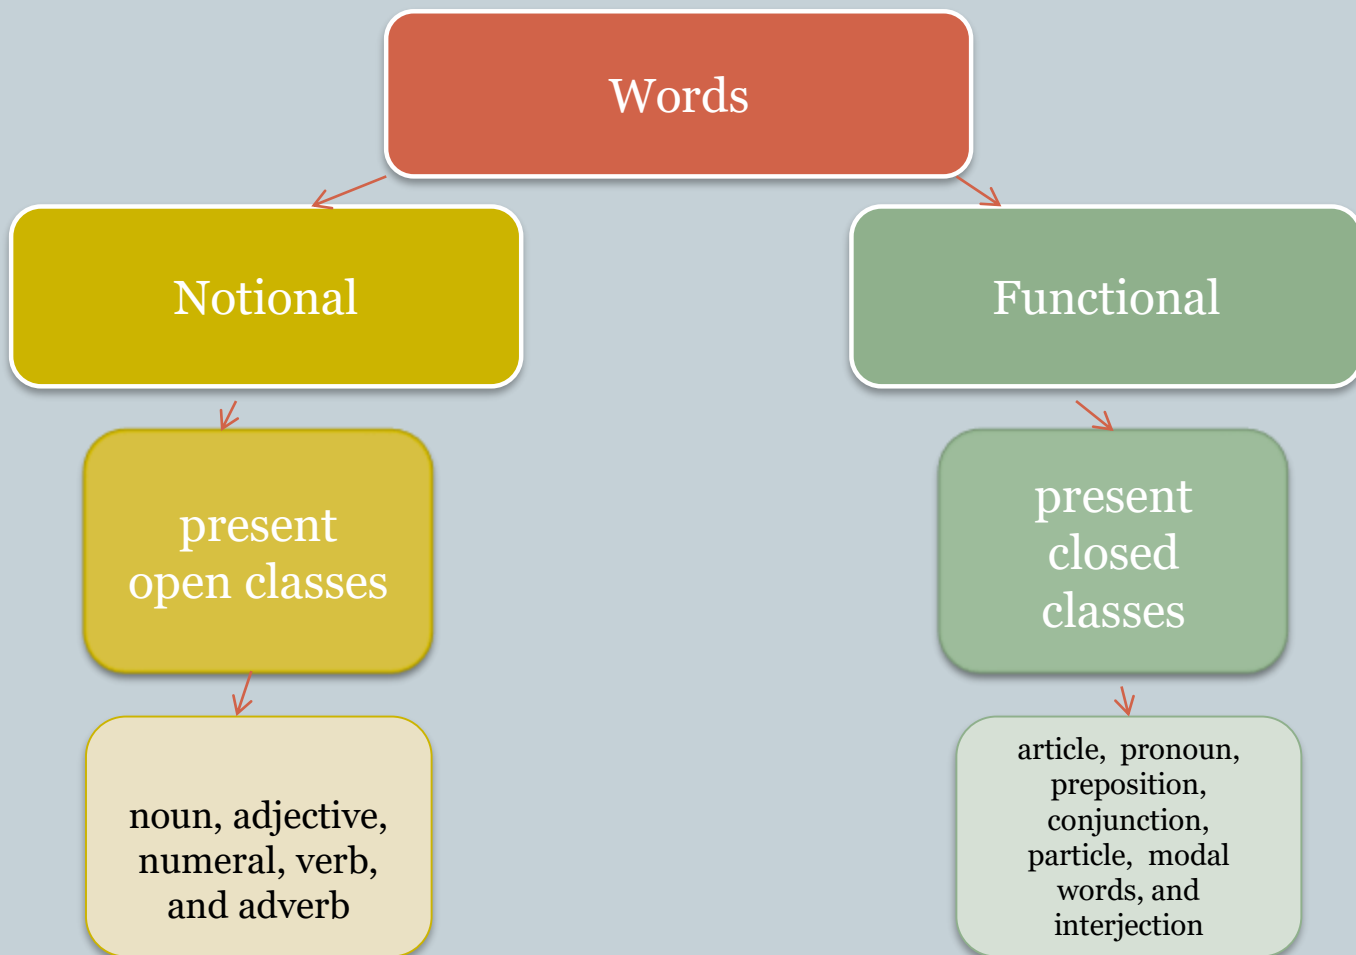 Words
Notional
Functional
present
open classes
present
closed
classes
noun, adjective,
numeral, verb,
and adverb
article, pronoun,
preposition,
conjunction,
particle, modal
words, and
interjection